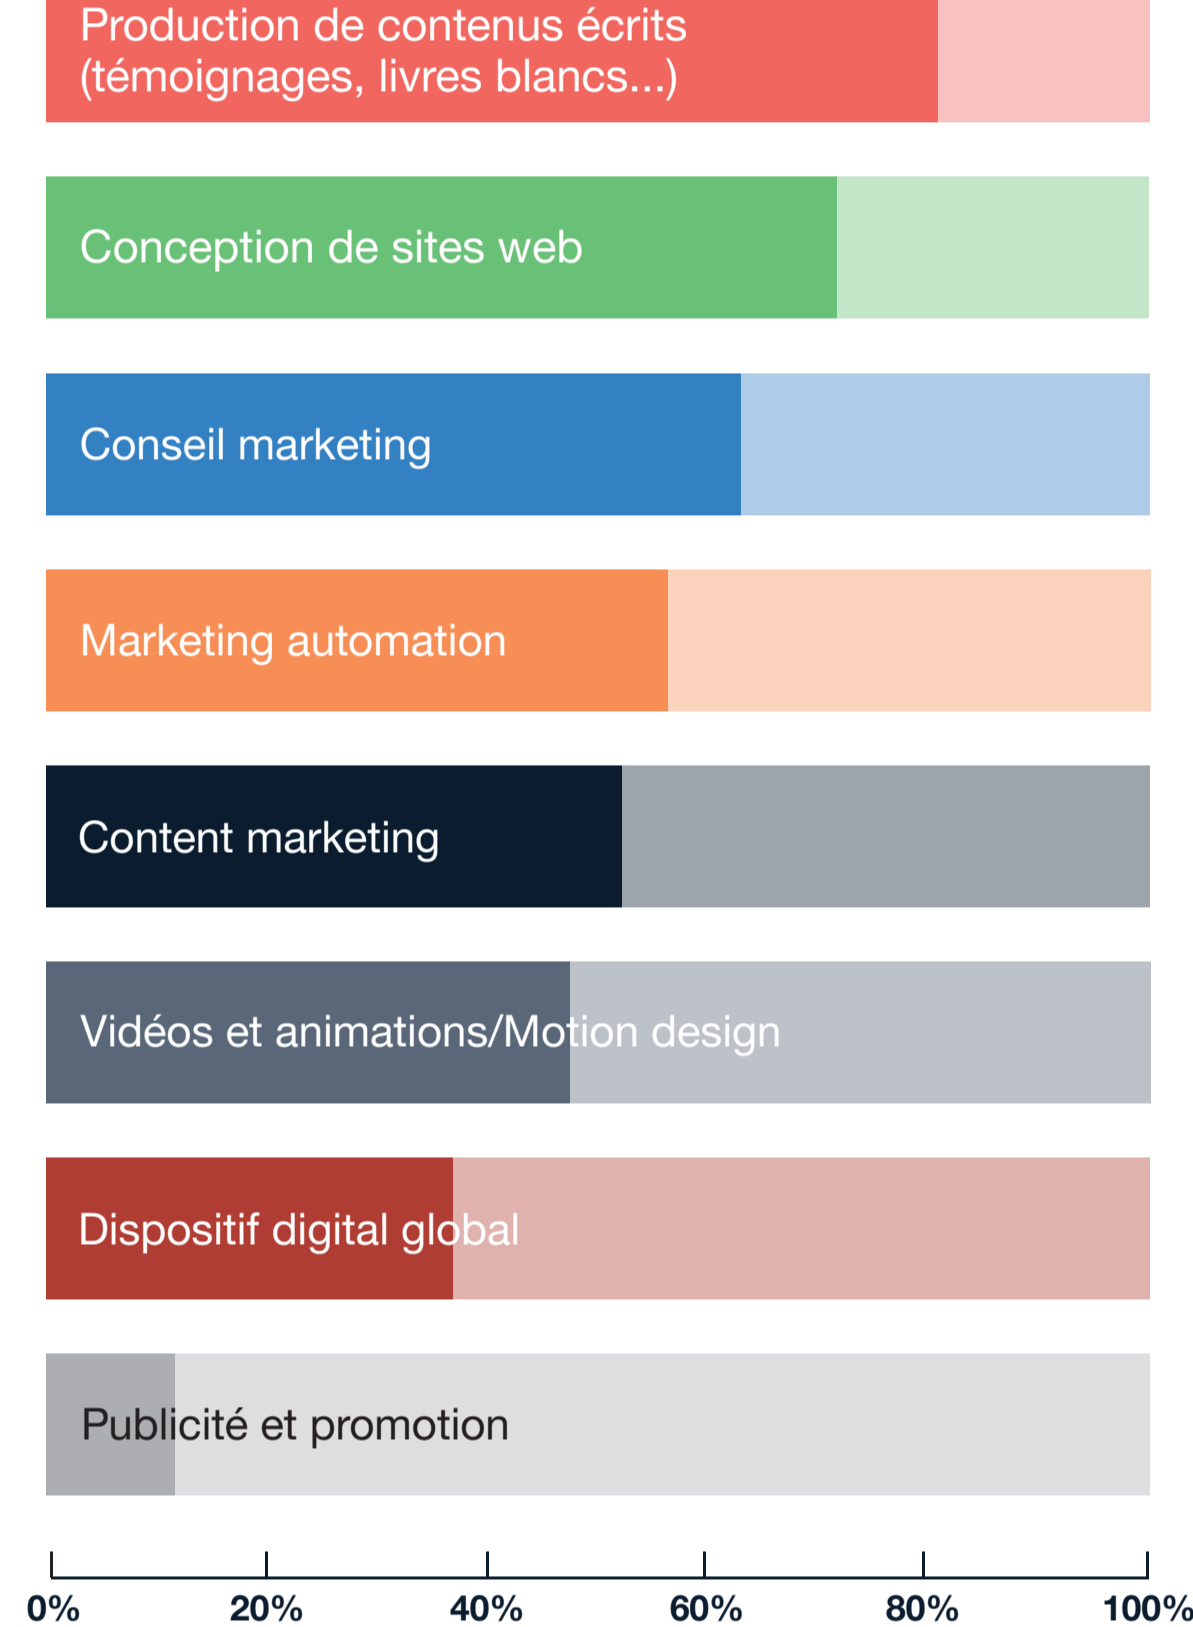 Production de contenus écrits
(témoignages, livres blancs...)
Conception de sites web
Conseil marketing
Marketing automation
Content marketing
Vidéos et animations/Motion design
Dispositif digital global
Publicité et promotion
0% 20% 40% 60% 80% 100%